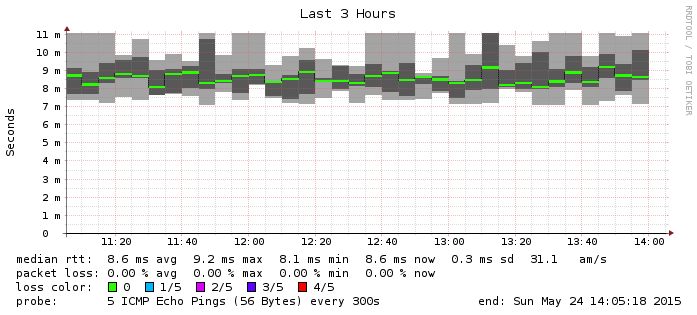 Last 3 Hours
RRDTOOL / TOBI OETIKER
Seconds
11 m
10 m
9 m
8 m
7 m
6 m
5 m
4 m
3 m
2 m
1 m
0
11:20 11:40 12:00 12:20 12:40 13:00 13:20 13:40 14:00
median rtt: 8.6 ms avg 9.2 ms max 8.1 ms min 8.6 ms now 0.3 ms sd 31.1 am/s
packet loss: 0.00 % avg 0.00 % max 0.00 % min 0.00 % now
loss color: 0 1/5 2/5 3/5 4/5
probe: 5 ICMP Echo Pings (56 Bytes) every 300s end: Sun May 24 14:05:18 2015